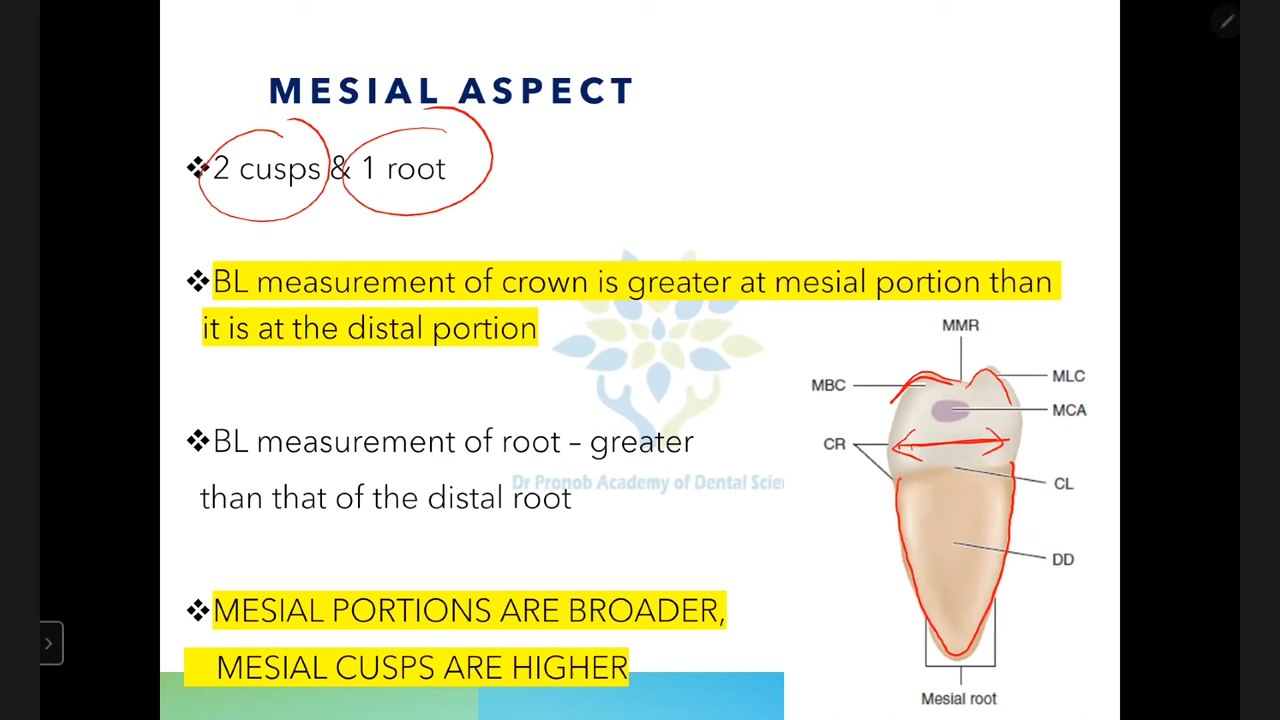 MESIAL ASPECT
❖2 cusps & 1 root
❖BL measurement of crown is greater at mesial portion than
it is at the distal portion
MMR
MBC
MLC
MCA
CR
❖BL measurement of root – greater
Dr Pronob Academy of Dental Scie
CL
than that of the distal root
DD
❖MESIAL PORTIONS ARE BROADER,
MESIAL CUSPS ARE HIGHER
Mesial root